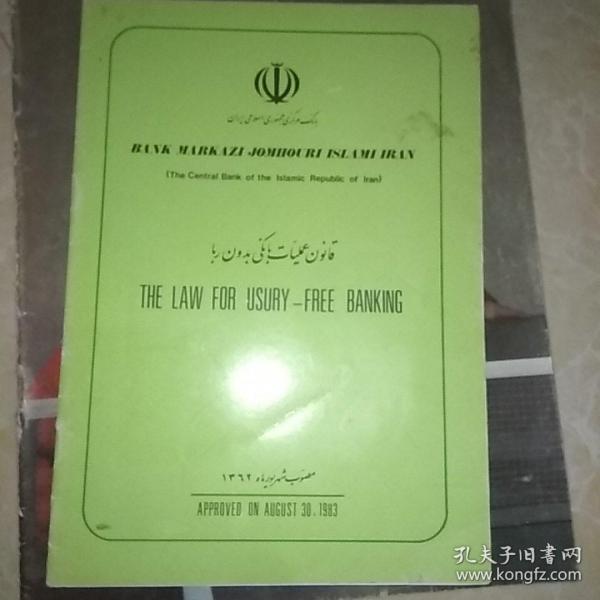 بانک مرکزی جمهوری اسلامی ایران
BANK MARKAZI JOMHOURI ISLAMI IRAN
(The Central Bank of the Islamic Republic of Iran)
قانون عملیات بانکی بدون ربا
THE LAW FOR USURY-FREE BANKING
مصوب شهریورماه ۱۳۶۲
APPROVED ON AUGUST 30, 1983
孔夫子旧书网
www.kongfz.com